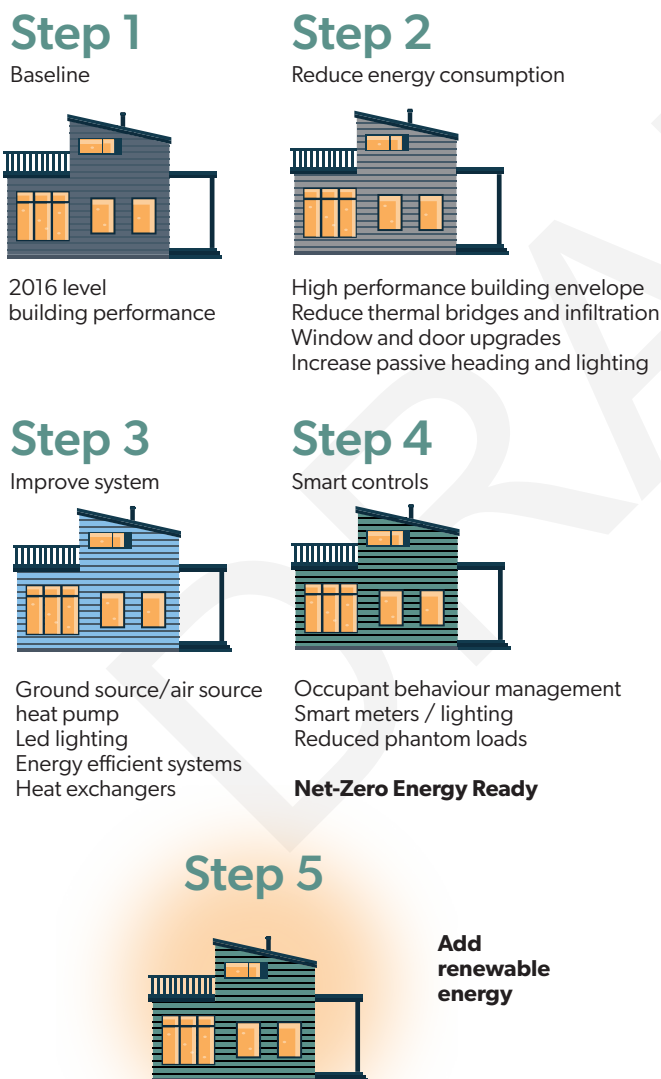 Step 1
Baseline
2016 level
building performance
Step 2
Reduce energy consumption
High performance building envelope
Reduce thermal bridges and infiltration
Window and door upgrades
Increase passive heading and lighting
Step 3
Improve system
Ground source/air source
heat pump
Led lighting
Energy efficient systems
Heat exchangers
Step 4
Smart controls
Occupant behaviour management
Smart meters / lighting
Reduced phantom loads
Net-Zero Energy Ready
Step 5
Add
renewable
energy